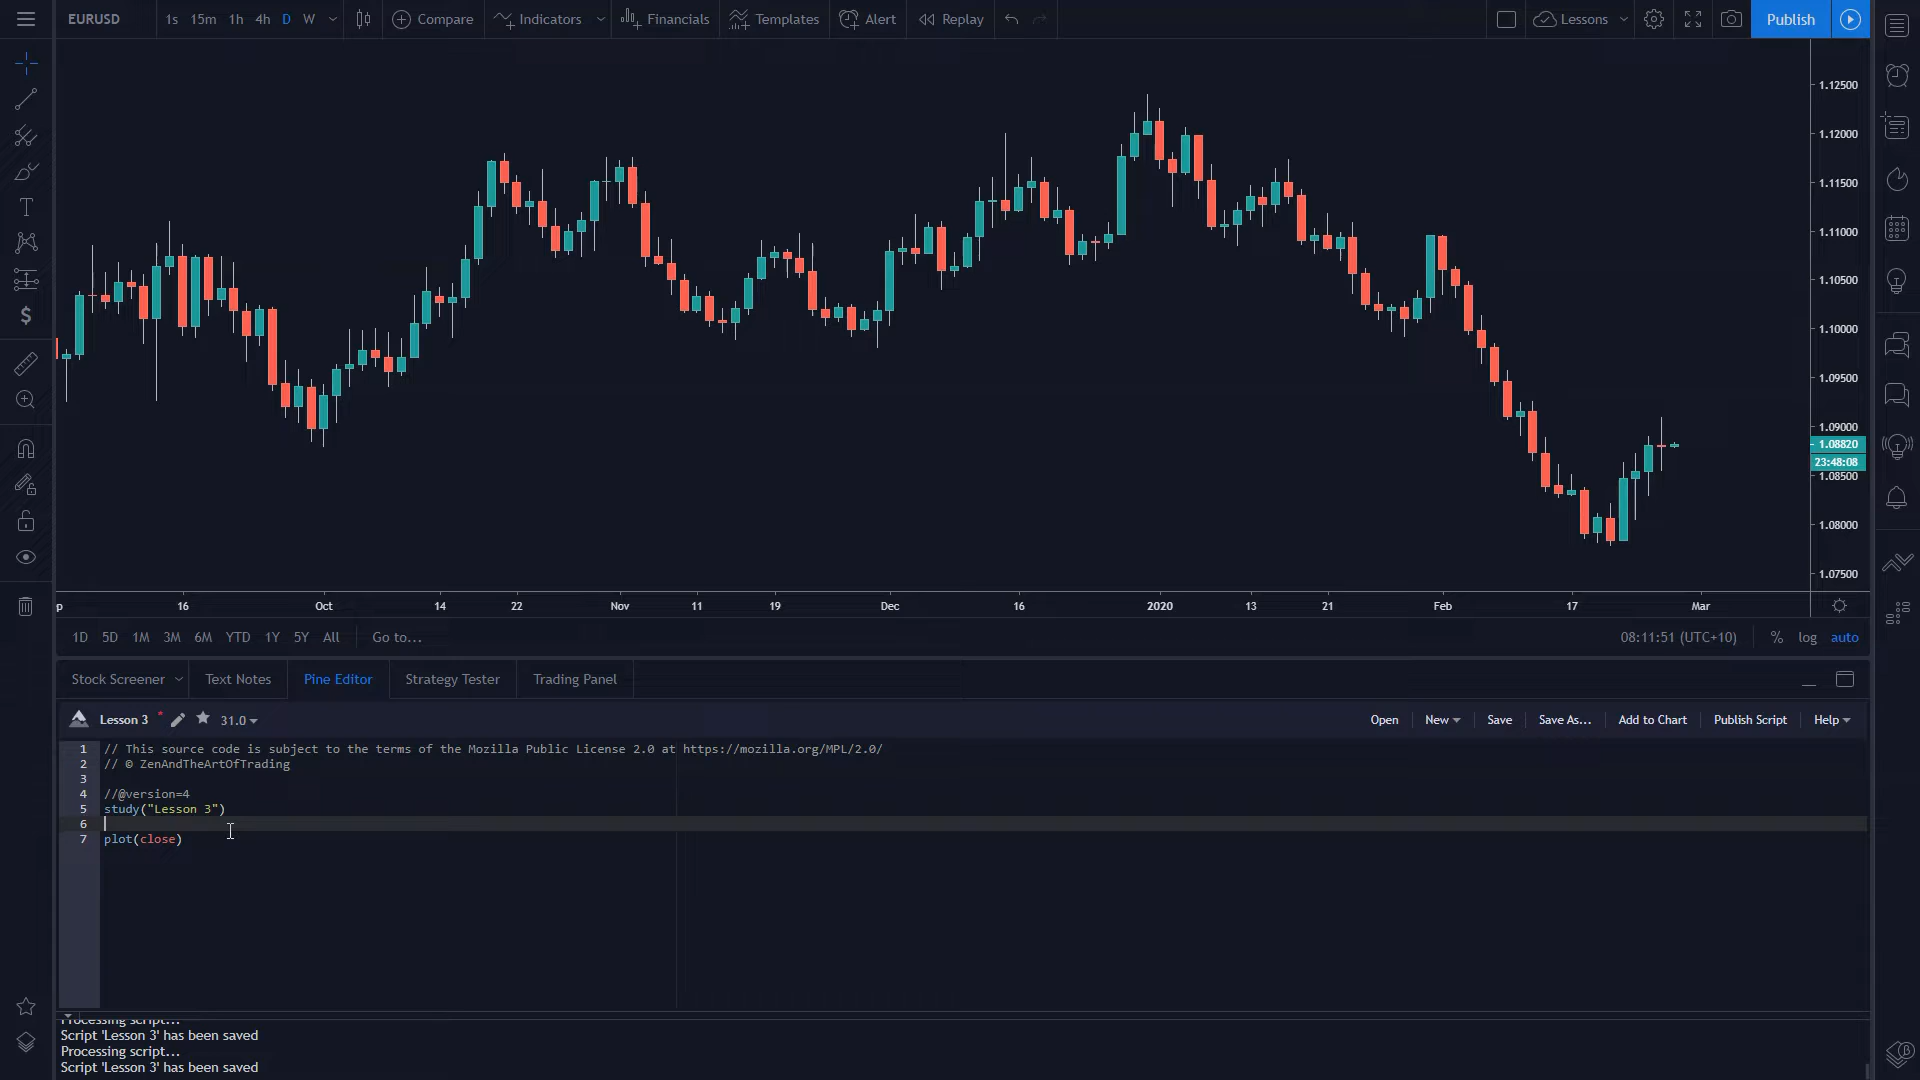 EURUSD 1s 15m 1h 4h D W Compare Indicators Financials Templates Alert Replay Lessons Publish
1.12500
1.12000
1.11500
1.11000
1.10500
1.10000
1.09500
1.09000
1.08820
23:48:08
1.08500
1.08000
1.07500
p 16 Oct 14 22 Nov 11 19 Dec 16 2020 13 21 Feb 17 Mar
1D 5D 1M 3M 6M YTD 1Y 5Y All Go to... 08:11:51 (UTC+10) % log auto
Stock Screener Text Notes Pine Editor Strategy Tester Trading Panel
Lesson 3 * 31.0 Open New Save Save As... Add to Chart Publish Script Help
1 // This source code is subject to the terms of the Mozilla Public License 2.0 at https://mozilla.org/MPL/2.0/
2 // © ZenAndTheArtOfTrading
3
4 //@version=4
5 study("Lesson 3")
6
7 plot(close)
Processing script...
Script 'Lesson 3' has been saved
Processing script...
Script 'Lesson 3' has been saved